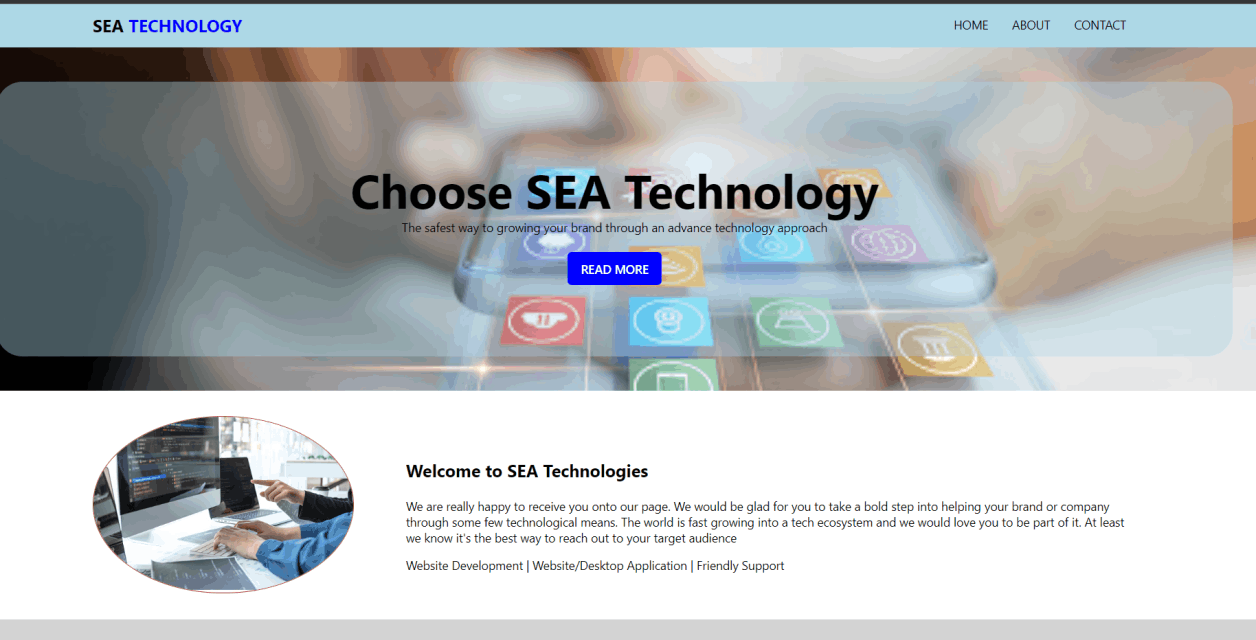 SEA TECHNOLOGY
HOME ABOUT CONTACT
Choose SEA Technology
The safest way to growing your brand through an advance technology approach
READ MORE
Welcome to SEA Technologies
We are really happy to receive you onto our page. We would be glad for you to take a bold step into helping your brand or company
through some few technological means. The world is fast growing into a tech ecosystem and we would love you to be part of it. At least
we know it's the best way to reach out to your target audience
Website Development | Website/Desktop Application | Friendly Support